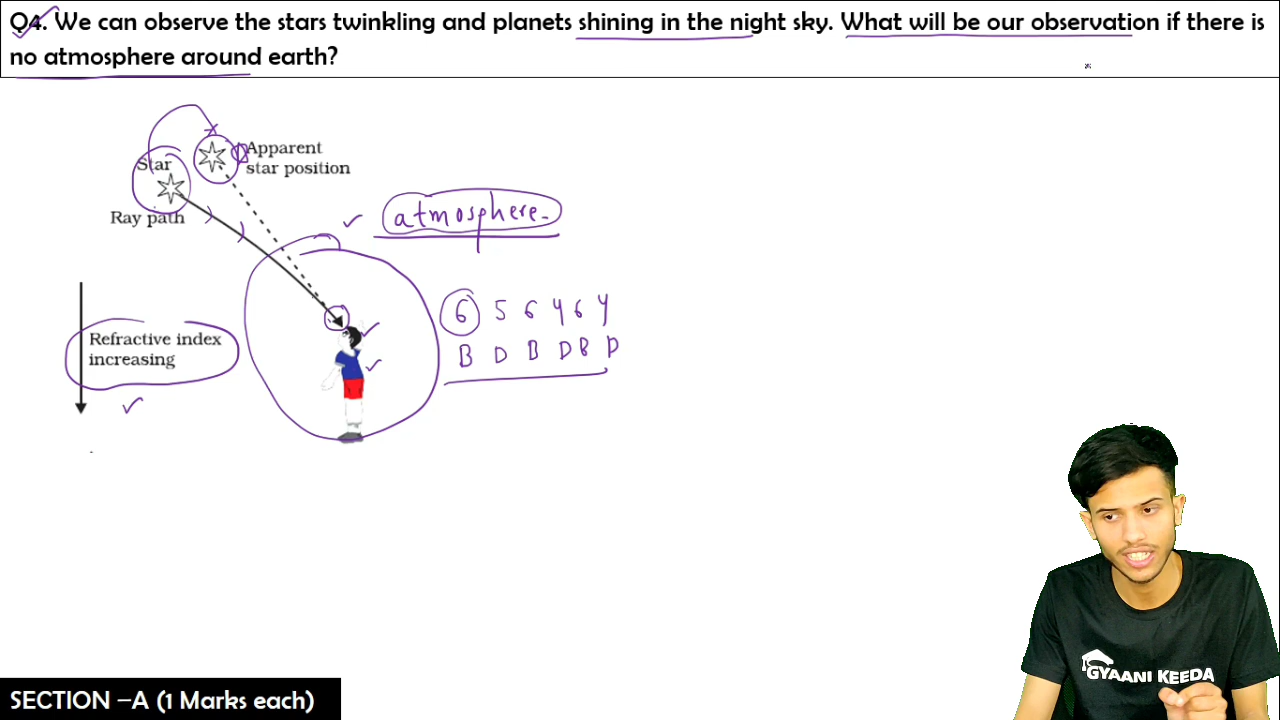 Q4. We can observe the stars twinkling and planets shining in the night sky. What will be our observation if there is
no atmosphere around earth?
Apparent
star position
Star
Ray path
atmosphere.
Refractive index
increasing
6 5 6 4 6 4
B D B D B D
GYAANI KEEDA
SECTION –A (1 Marks each)